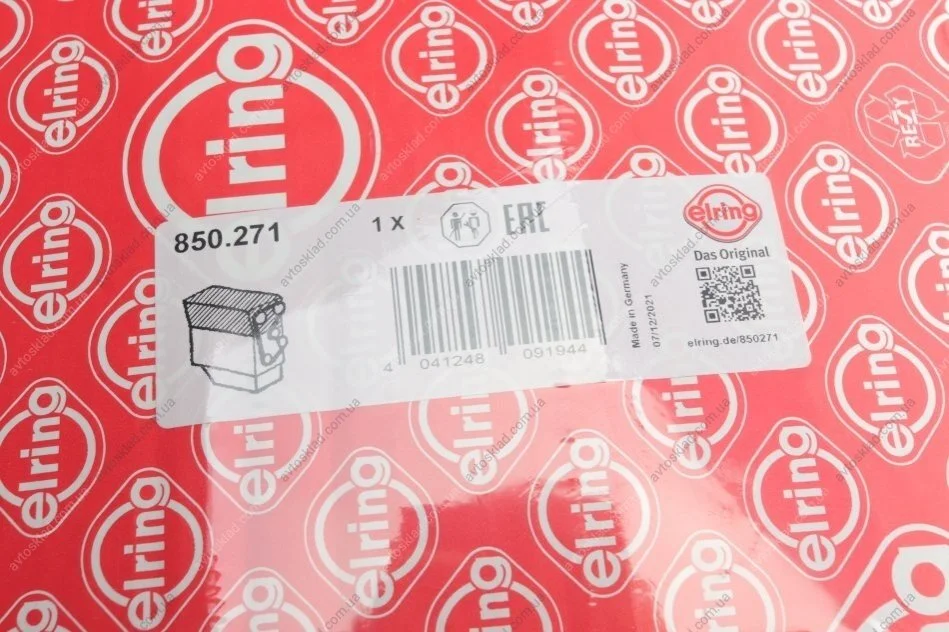 850.271
1 x
EAC
elring
Das Original
4 041248 091944
Made in Germany
07/12/2021
elring.de/850271
elring
REZY
avtosklad.com.ua